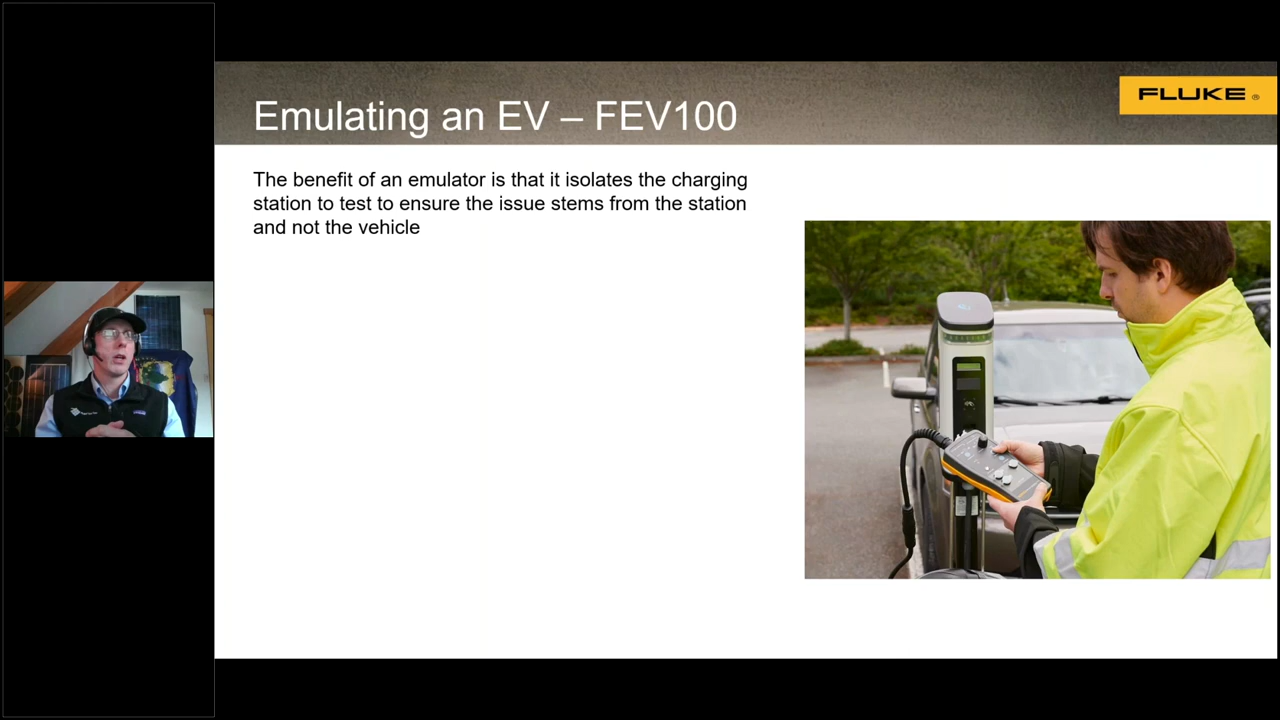 Emulating an EV – FEV100
FLUKE ®
The benefit of an emulator is that it isolates the charging
station to test to ensure the issue stems from the station
and not the vehicle